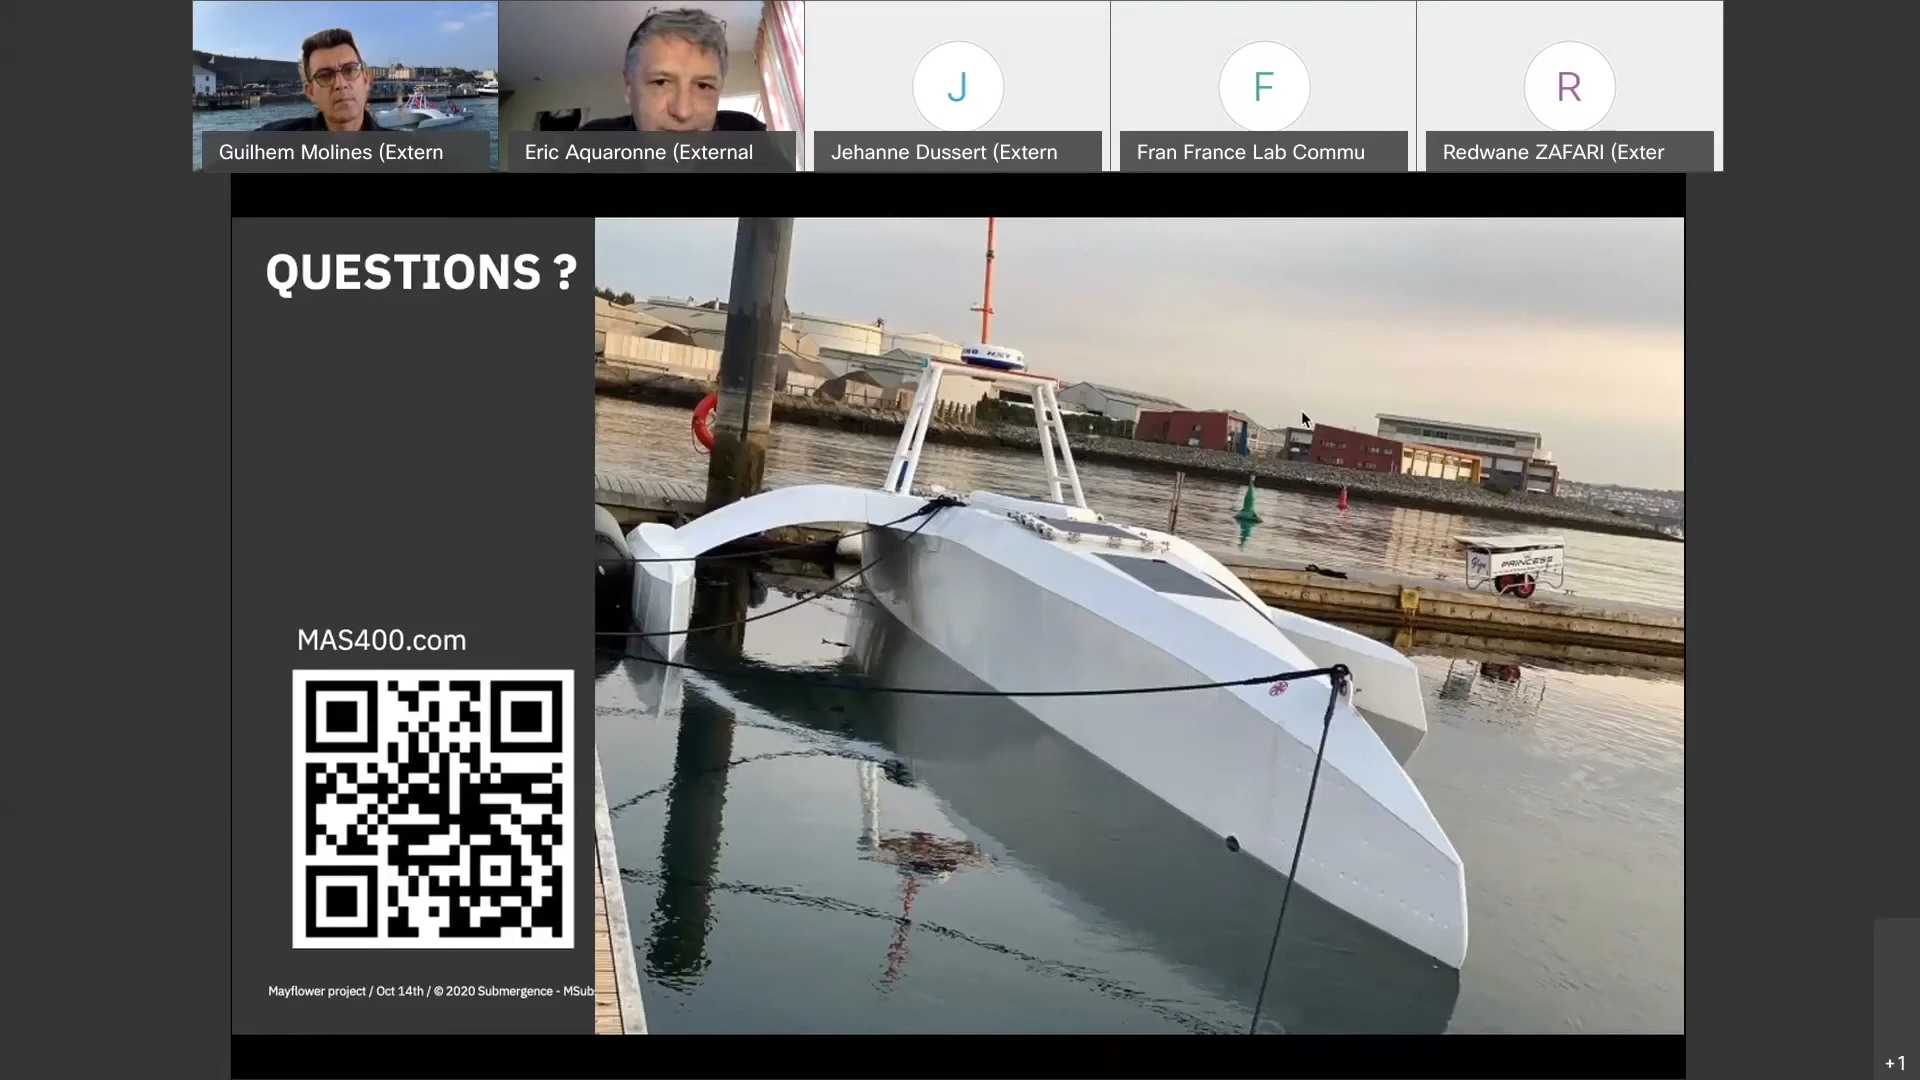 Guilhem Molines (Extern
Eric Aquaronne (External
J
Jehanne Dussert (Extern
F
Fran France Lab Commu
R
Redwane ZAFARI (Exter
QUESTIONS ?
MAS400.com
Mayflower project / Oct 14th / © 2020 Submergence - MSub
PRINCESS
+1